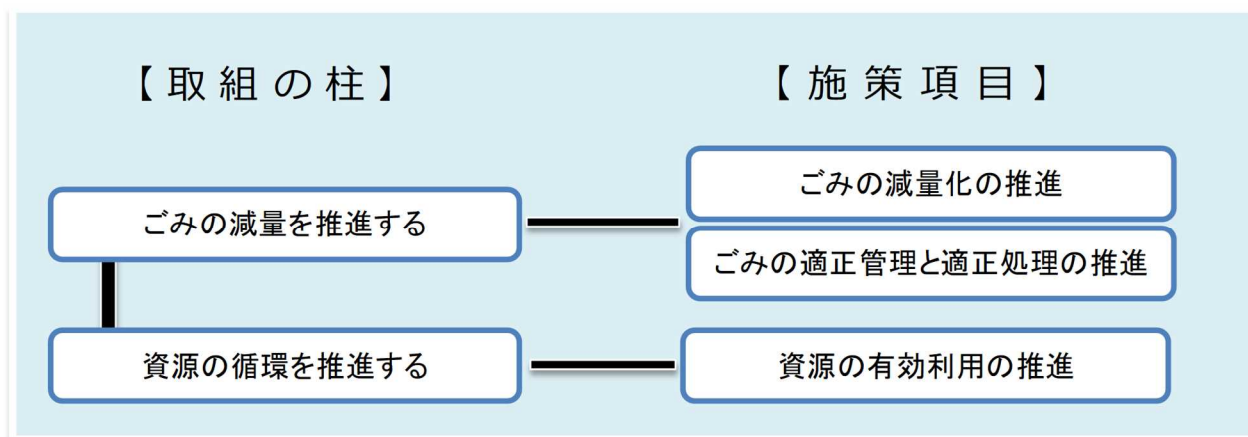 【取組の柱】
【施策項目】
ごみの減量を推進する
ごみの減量化の推進
ごみの適正管理と適正処理の推進
資源の循環を推進する
資源の有効利用の推進